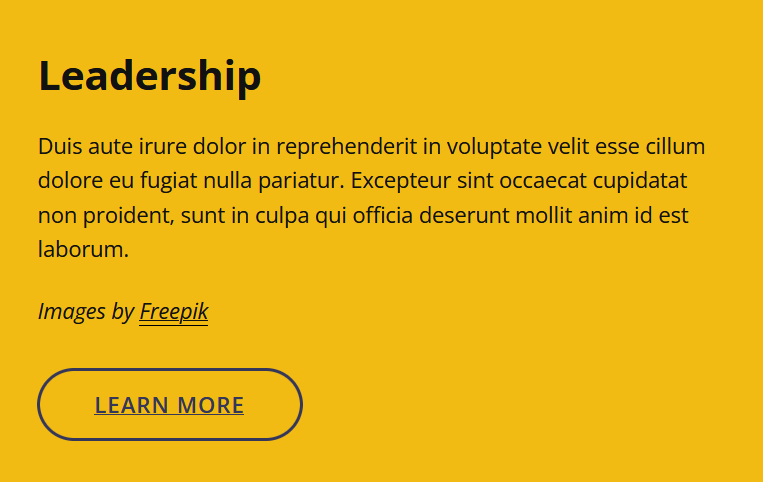 Leadership
Duis aute irure dolor in reprehenderit in voluptate velit esse cillum
dolore eu fugiat nulla pariatur. Excepteur sint occaecat cupidatat
non proident, sunt in culpa qui officia deserunt mollit anim id est
laborum.
Images by Freepik
LEARN MORE